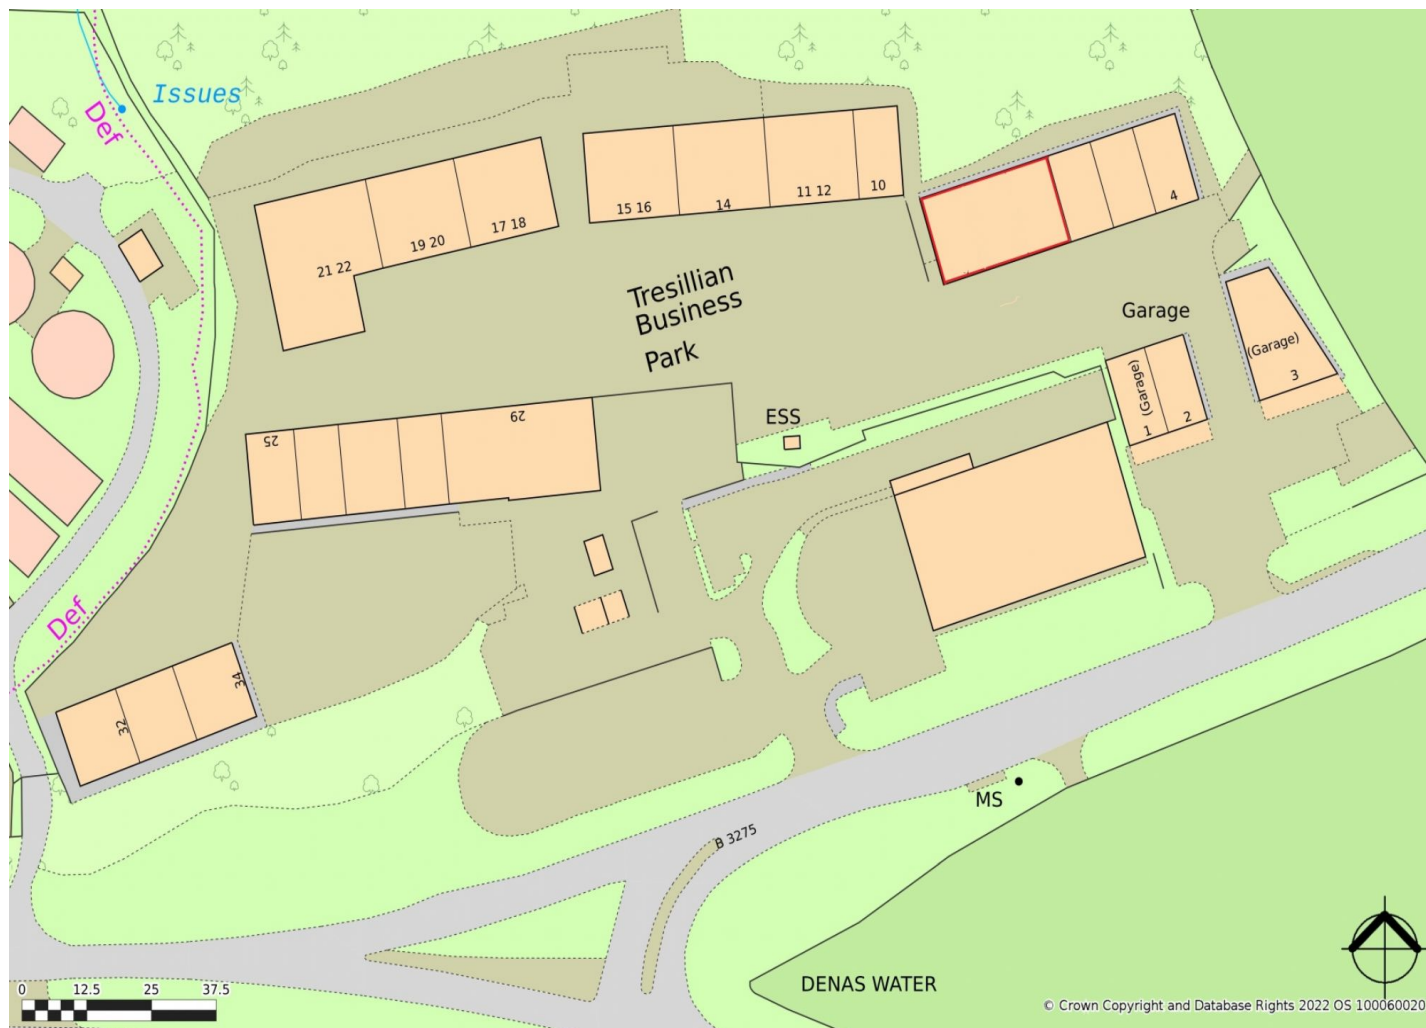 Issues
Def
10
11 12
14
15 16
17 18
19 20
21 22
4
Tresillian
Business
Park
Garage
(Garage)
3
(Garage)
1
2
ESS
25
29
Def
34
32
MS
B 3275
DENAS WATER
0 12.5 25 37.5
© Crown Copyright and Database Rights 2022 OS 100060020